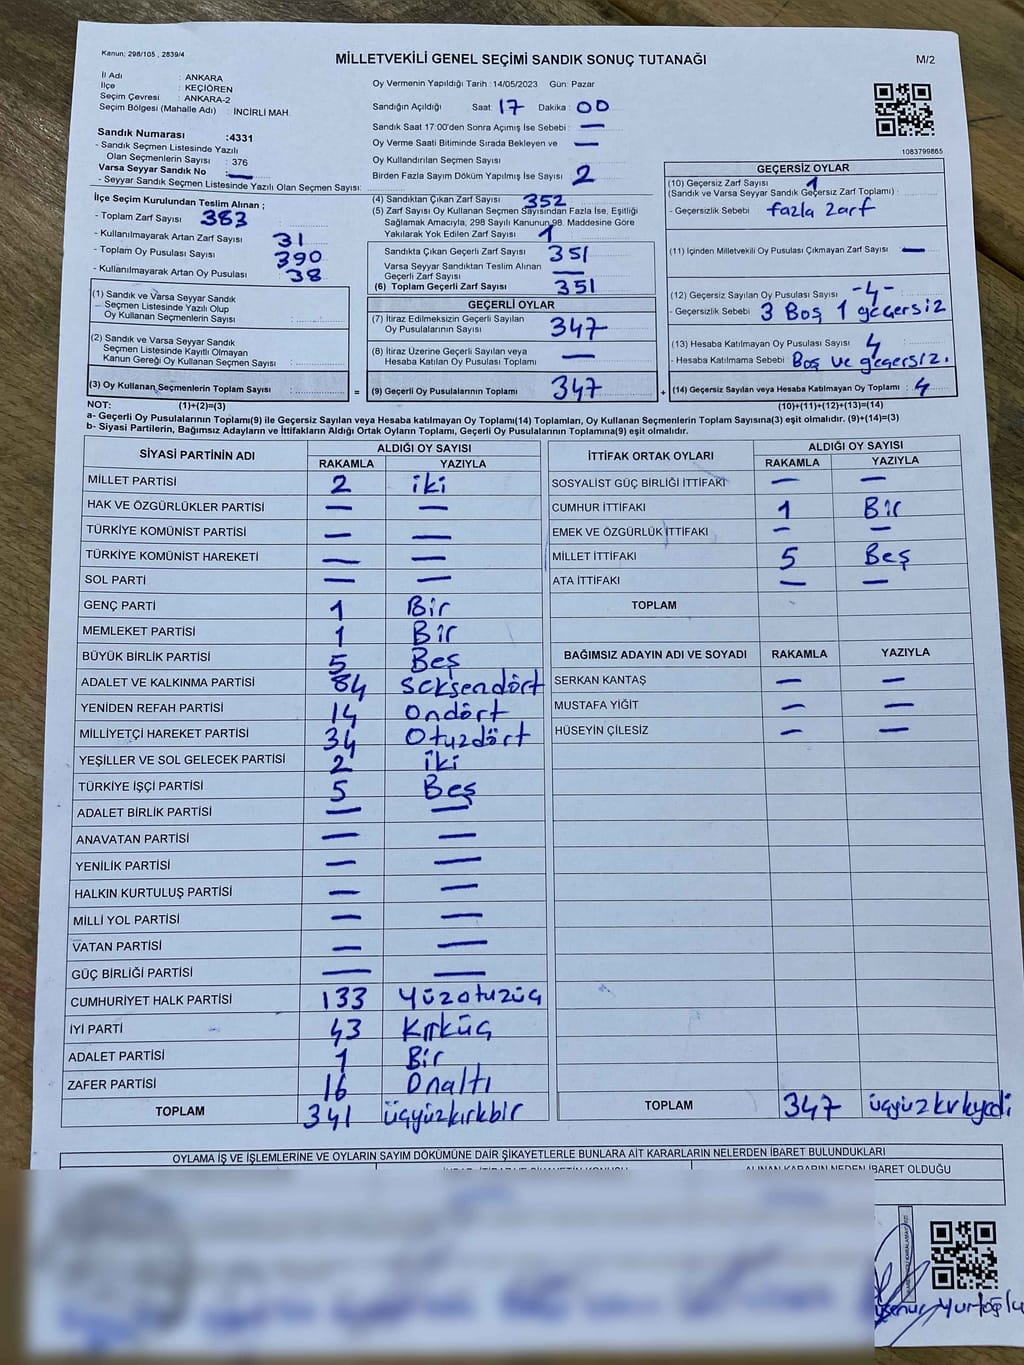 Kanun; 298/105 , 2839/4
MİLLETVEKİLİ GENEL SEÇİMİ SANDIK SONUÇ TUTANAĞI
M/2
İl Adı : ANKARA
İlçe : KEÇİÖREN
Seçim Çevresi : ANKARA-2
Seçim Bölgesi (Mahalle Adı) : İNCİRLİ MAH.
Sandık Numarası :4331
- Sandık Seçmen Listesinde Yazılı
Olan Seçmenlerin Sayısı : 376
Varsa Seyyar Sandık No —
- Seyyar Sandık Seçmen Listesinde Yazılı Olan Seçmen Sayısı:
Oy Vermenin Yapıldığı Tarih : 14/05/2023 Gün: Pazar
Sandığın Açıldığı Saat: 17 Dakika: 00
Sandık Saat 17:00'den Sonra Açımış İse Sebebi : —
Oy Verme Saati Bitiminde Sırada Bekleyen ve —
Oy Kullandırılan Seçmen Sayısı
Birden Fazla Sayım Döküm Yapılmış İse Sayısı 2
1083799865
İlçe Seçim Kurulundan Teslim Alınan ;
- Toplam Zarf Sayısı 383
- Kullanılmayarak Artan Zarf Sayısı 31
- Toplam Oy Pusulası Sayısı 390
- Kullanılmayarak Artan Oy Pusulası 38
(1) Sandık ve Varsa Seyyar Sandık
Seçmen Listesinde Yazılı Olup
Oy Kullanan Seçmenlerin Sayısı :
(2) Sandık ve Varsa Seyyar Sandık
Seçmen Listesinde Kayıtlı Olmayan
Kanun Gereği Oy Kullanan Seçmen Sayısı :
(3) Oy Kullanan Seçmenlerin Toplam Sayısı : =
(4) Sandıktan Çıkan Zarf Sayısı 352
(5) Zarf Sayısı Oy Kullanan Seçmen Sayısından Fazla İse, Eşitliği
Sağlamak Amacıyla, 298 Sayılı Kanunun 98. Maddesine Göre
Yakılarak Yok Edilen Zarf Sayısı : 1
Sandıkta Çıkan Geçerli Zarf Sayısı 351
Varsa Seyyar Sandıktan Teslim Alınan
Geçerli Zarf Sayısı —
(6) Toplam Geçerli Zarf Sayısı 351
GEÇERLİ OYLAR
(7) İtiraz Edilmeksizin Geçerli Sayılan
Oy Pusulalarının Sayısı 347
(8) İtiraz Üzerine Geçerli Sayılan veya
Hesaba Katılan Oy Pusulası Toplamı —
(9) Geçerli Oy Pusulalarının Toplamı 347 +
GEÇERSİZ OYLAR
(10) Geçersiz Zarf Sayısı 1
(Sandık ve Varsa Seyyar Sandık Geçersiz Zarf Toplamı) :
- Geçersizlik Sebebi fazla zarf
(11) İçinden Milletvekili Oy Pusulası Çıkmayan Zarf Sayısı —
(12) Geçersiz Sayılan Oy Pusulası Sayısı -4-
- Geçersizlik Sebebi : 3 Boş 1 geçersiz
(13) Hesaba Katılmayan Oy Pusulası Sayısı : 4
- Hesaba Katılmama Sebebi Boş ve geçersiz.
(14) Geçersiz Sayılan veya Hesaba Katılmayan Oy Toplamı : 4
NOT: (1)+(2)=(3) (10)+(11)+(12)+(13)=(14)
a- Geçerli Oy Pusulalarının Toplamı(9) ile Geçersiz Sayılan veya Hesaba katılmayan Oy Toplamı(14) Toplamları, Oy Kullanan Seçmenlerin Toplam Sayısına(3) eşit olmalıdır. (9)+(14)=(3)
b- Siyasi Partilerin, Bağımsız Adayların ve İttifakların Aldığı Ortak Oyların Toplamı, Geçerli Oy Pusulalarının Toplamına(9) eşit olmalıdır.
SİYASİ PARTİNİN ADI ALDIĞI OY SAYISI
RAKAMLA YAZIYLA
MİLLET PARTİSİ 2 iki
HAK VE ÖZGÜRLÜKLER PARTİSİ — —
TÜRKİYE KOMÜNİST PARTİSİ — —
TÜRKİYE KOMÜNİST HAREKETİ — —
SOL PARTİ — —
GENÇ PARTİ 1 Bir
MEMLEKET PARTİSİ 1 Bir
BÜYÜK BİRLİK PARTİSİ 5 Beş
ADALET VE KALKINMA PARTİSİ 84 seksendört
YENİDEN REFAH PARTİSİ 14 Ondört
MİLLİYETÇİ HAREKET PARTİSİ 34 Otuzdört
YEŞİLLER VE SOL GELECEK PARTİSİ 2 İki
TÜRKİYE İŞÇİ PARTİSİ 5 Beş
ADALET BİRLİK PARTİSİ — —
ANAVATAN PARTİSİ — —
YENİLİK PARTİSİ — —
HALKIN KURTULUŞ PARTİSİ — —
MİLLİ YOL PARTİSİ — —
VATAN PARTİSİ — —
GÜÇ BİRLİĞİ PARTİSİ — —
CUMHURİYET HALK PARTİSİ 133 Yüzotuzüç
İYİ PARTİ 43 Kırküç
ADALET PARTİSİ 1 Bir
ZAFER PARTİSİ 16 Onaltı
TOPLAM 341 üçyüzkırkbir
İTTİFAK ORTAK OYLARI ALDIĞI OY SAYISI
RAKAMLA YAZIYLA
SOSYALİST GÜÇ BİRLİĞİ İTTİFAKI — —
CUMHUR İTTİFAKI 1 Bir
EMEK VE ÖZGÜRLÜK İTTİFAKI — —
MİLLET İTTİFAKI 5 Beş
ATA İTTİFAKI — —
TOPLAM
BAĞIMSIZ ADAYIN ADI VE SOYADI RAKAMLA YAZIYLA
SERKAN KANTAŞ — —
MUSTAFA YİĞİT — —
HÜSEYİN ÇİLESİZ — —
TOPLAM 347 üçyüzkırkyedi
OYLAMA İŞ VE İŞLEMLERİNE VE OYLARIN SAYIM DÖKÜMÜNE DAİR ŞİKAYETLERLE BUNLARA AİT KARARLARIN NELERDEN İBARET BULUNDUKLARI
ALINAN KARARIN NEDEN İBARET OLDUĞU
Yurtoğlu